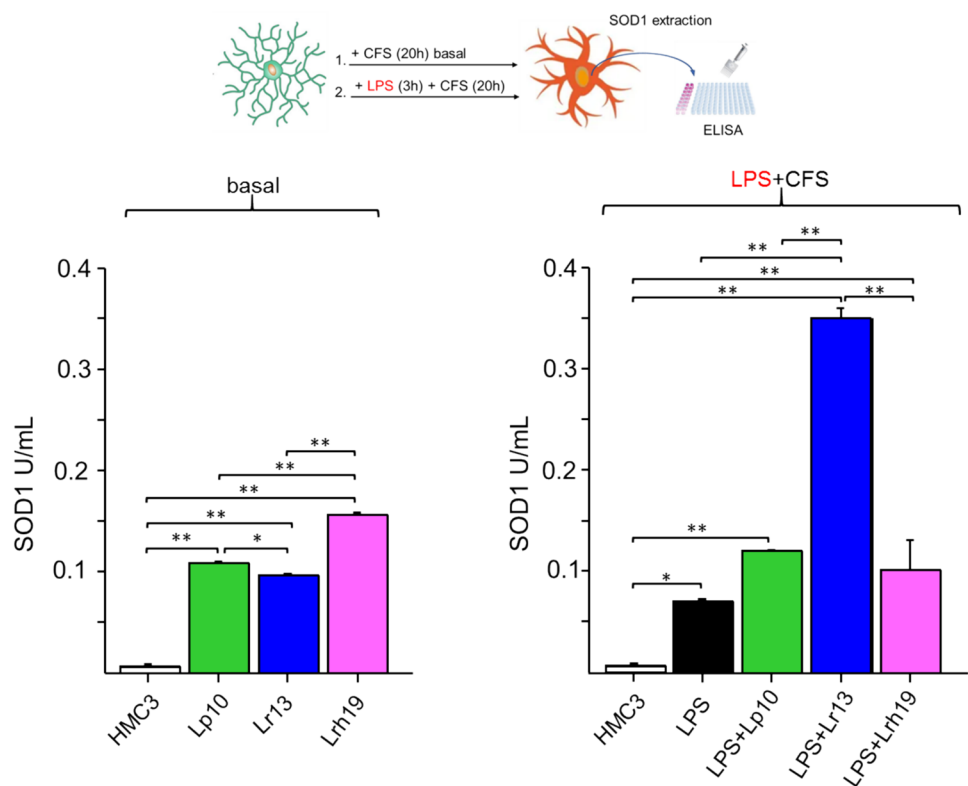 SOD1 extraction
1. + CFS (20h) basal
2. + LPS (3h) + CFS (20h)
ELISA
basal
SOD1 U/mL
0.4
0.3
0.2
0.1
** * ** ** ** **
HMC3
Lp10
Lr13
Lrh19
LPS+CFS
SOD1 U/mL
0.4
0.3
0.2
0.1
**
**
**
** **
**
*
HMC3
LPS
LPS+Lp10
LPS+Lr13
LPS+Lrh19